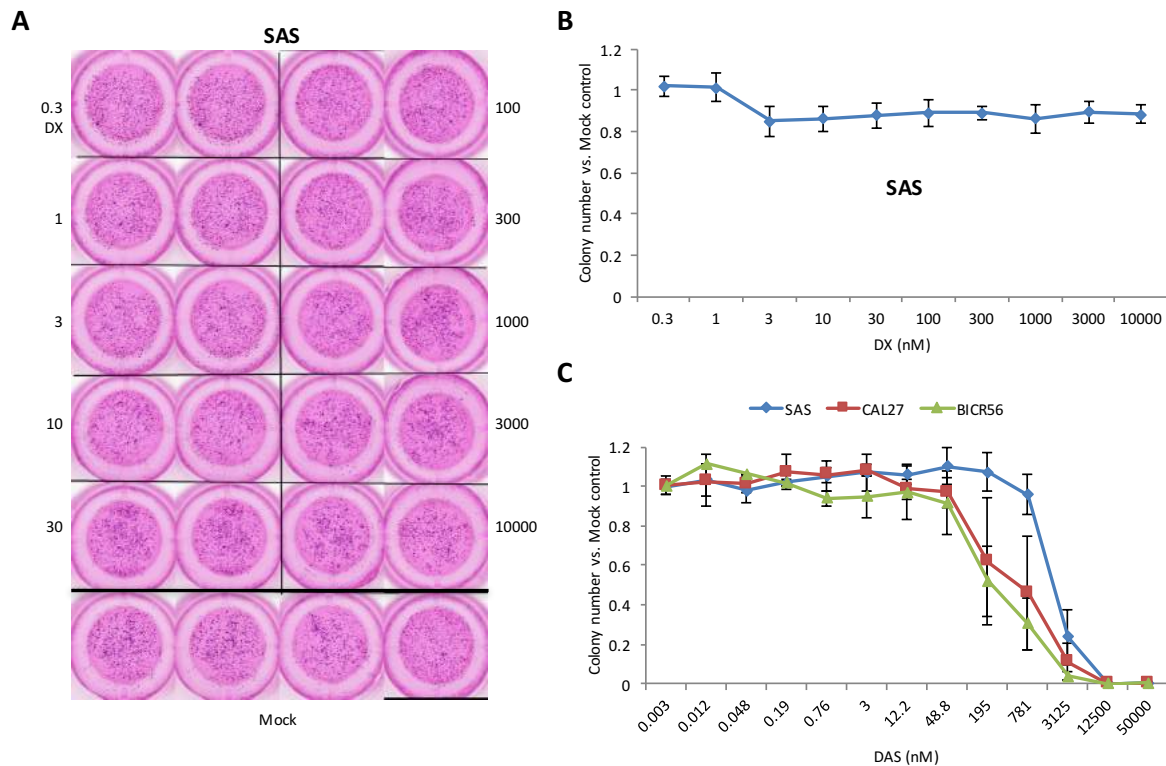 A
SAS
0.3
DX
100
1
300
3
1000
10
3000
30
10000
Mock
B
Colony number vs. Mock control
1.2
1
0.8
0.6
0.4
0.2
0
SAS
0.3 1 3 10 30 100 300 1000 3000 10000
DX (nM)
C
SAS CAL27 BICR56
Colony number vs. Mock control
1.2
1
0.8
0.6
0.4
0.2
0
0.003 0.012 0.048 0.19 0.76 3 12.2 48.8 195 781 3125 12500 50000
DAS (nM)